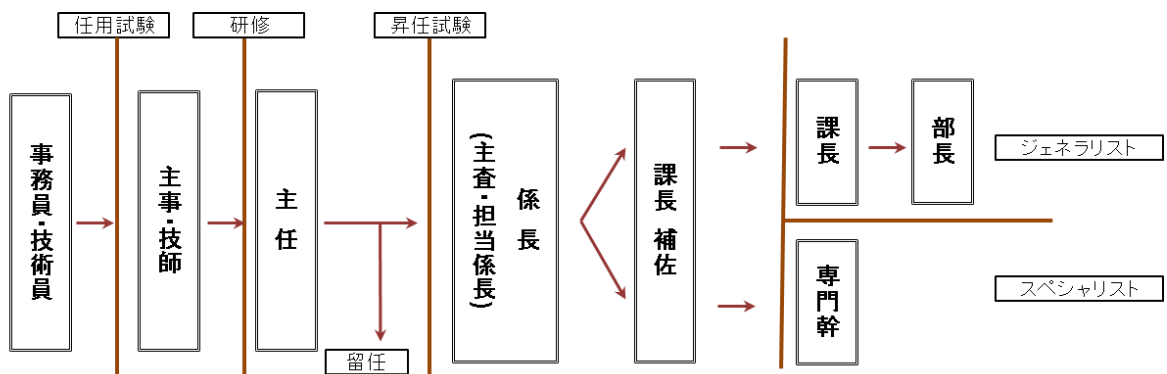 任用試験
研修
昇任試験
事務員・技術員
主事・技師
主任
係長
(主査・担当係長)
課長補佐
課長
部長
ジェネラリスト
専門幹
スペシャリスト
留任